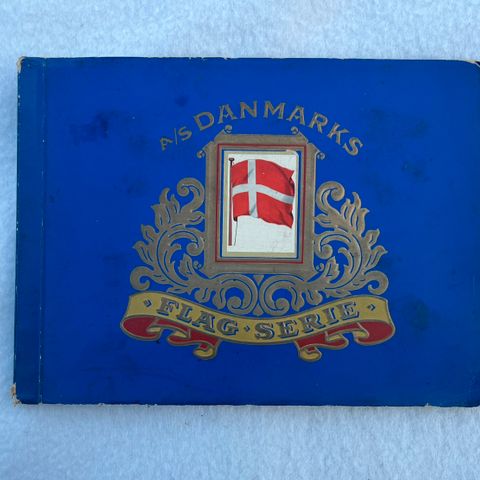 A/S DANMARKS
FLAG · SERIE